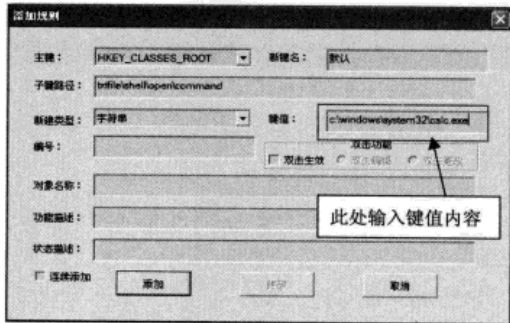 添加规则
主键： HKEY_CLASSES_ROOT 新键名： 默认
子键路径： txtfile\shell\open\command
新建类型： 字符串 键值： c:\windows\system32\calc.exe
编号： 双击功能
双击生效
对象名称：
功能描述：
状态描述：
此处输入键值内容
连续添加 添加 取消